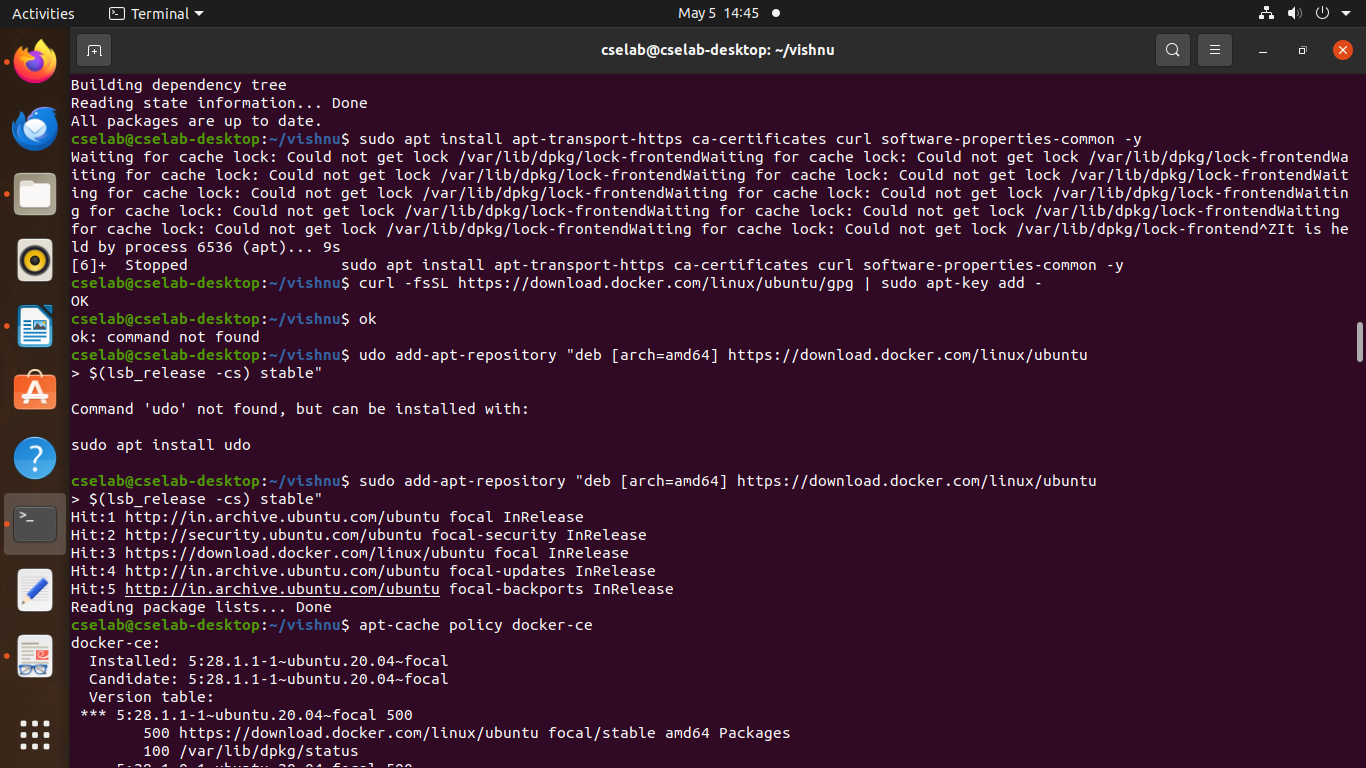 Activities
Terminal
May 5 14:45
cselab@cselab-desktop: ~/vishnu
Building dependency tree
Reading state information... Done
All packages are up to date.
cselab@cselab-desktop:~/vishnu$ sudo apt install apt-transport-https ca-certificates curl software-properties-common -y
Waiting for cache lock: Could not get lock /var/lib/dpkg/lock-frontendWaiting for cache lock: Could not get lock /var/lib/dpkg/lock-frontendWa
iting for cache lock: Could not get lock /var/lib/dpkg/lock-frontendWaiting for cache lock: Could not get lock /var/lib/dpkg/lock-frontendWait
ing for cache lock: Could not get lock /var/lib/dpkg/lock-frontendWaiting for cache lock: Could not get lock /var/lib/dpkg/lock-frontendWaitin
g for cache lock: Could not get lock /var/lib/dpkg/lock-frontendWaiting for cache lock: Could not get lock /var/lib/dpkg/lock-frontendWaiting
for cache lock: Could not get lock /var/lib/dpkg/lock-frontendWaiting for cache lock: Could not get lock /var/lib/dpkg/lock-frontend^ZIt is he
ld by process 6536 (apt)... 9s
[6]+  Stopped                 sudo apt install apt-transport-https ca-certificates curl software-properties-common -y
cselab@cselab-desktop:~/vishnu$ curl -fsSL https://download.docker.com/linux/ubuntu/gpg | sudo apt-key add -
OK
cselab@cselab-desktop:~/vishnu$ ok
ok: command not found
cselab@cselab-desktop:~/vishnu$ udo add-apt-repository "deb [arch=amd64] https://download.docker.com/linux/ubuntu
> $(lsb_release -cs) stable"
Command 'udo' not found, but can be installed with:
sudo apt install udo
cselab@cselab-desktop:~/vishnu$ sudo add-apt-repository "deb [arch=amd64] https://download.docker.com/linux/ubuntu
> $(lsb_release -cs) stable"
Hit:1 http://in.archive.ubuntu.com/ubuntu focal InRelease
Hit:2 http://security.ubuntu.com/ubuntu focal-security InRelease
Hit:3 https://download.docker.com/linux/ubuntu focal InRelease
Hit:4 http://in.archive.ubuntu.com/ubuntu focal-updates InRelease
Hit:5 http://in.archive.ubuntu.com/ubuntu focal-backports InRelease
Reading package lists... Done
cselab@cselab-desktop:~/vishnu$ apt-cache policy docker-ce
docker-ce:
  Installed: 5:28.1.1-1~ubuntu.20.04~focal
  Candidate: 5:28.1.1-1~ubuntu.20.04~focal
  Version table:
 *** 5:28.1.1-1~ubuntu.20.04~focal 500
        500 https://download.docker.com/linux/ubuntu focal/stable amd64 Packages
        100 /var/lib/dpkg/status